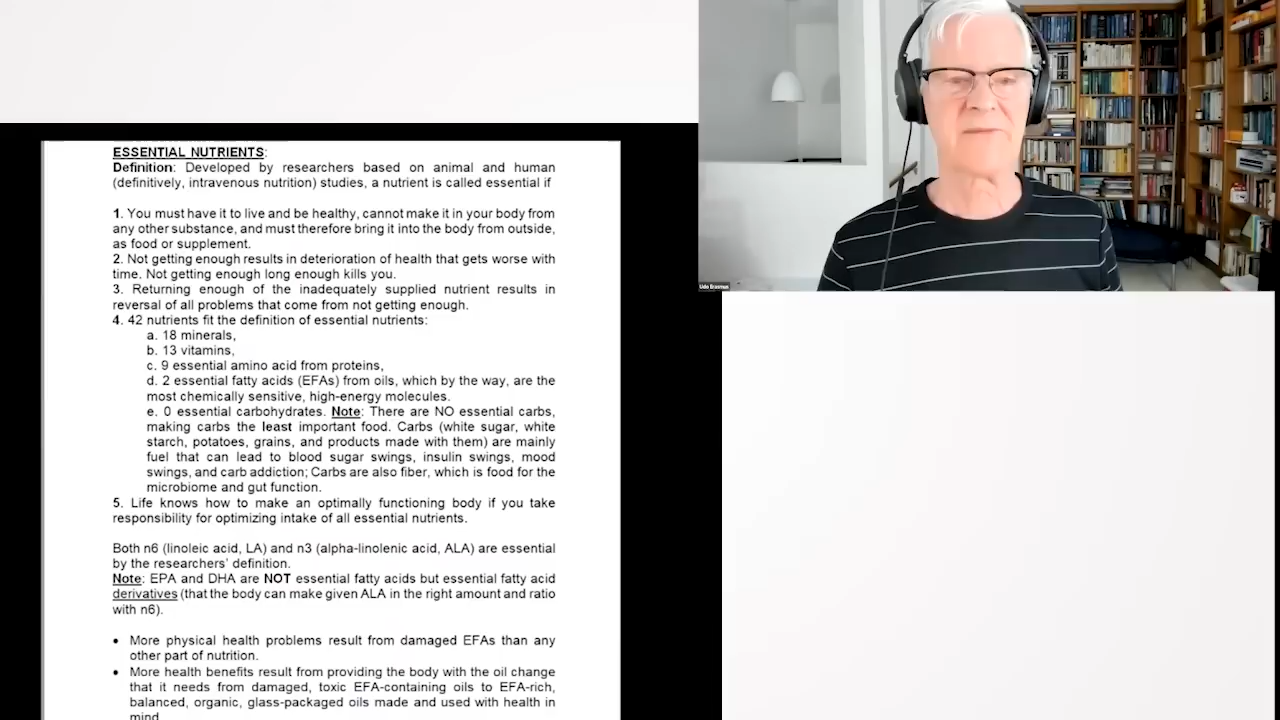 ESSENTIAL NUTRIENTS:
Definition: Developed by researchers based on animal and human
(definitively, intravenous nutrition) studies, a nutrient is called essential if
1. You must have it to live and be healthy, cannot make it in your body from
any other substance, and must therefore bring it into the body from outside,
as food or supplement.
2. Not getting enough results in deterioration of health that gets worse with
time. Not getting enough long enough kills you.
3. Returning enough of the inadequately supplied nutrient results in
reversal of all problems that come from not getting enough.
4. 42 nutrients fit the definition of essential nutrients:
a. 18 minerals,
b. 13 vitamins,
c. 9 essential amino acid from proteins,
d. 2 essential fatty acids (EFAs) from oils, which by the way, are the
most chemically sensitive, high-energy molecules.
e. 0 essential carbohydrates. Note: There are NO essential carbs,
making carbs the least important food. Carbs (white sugar, white
starch, potatoes, grains, and products made with them) are mainly
fuel that can lead to blood sugar swings, insulin swings, mood
swings, and carb addiction; Carbs are also fiber, which is food for the
microbiome and gut function.
5. Life knows how to make an optimally functioning body if you take
responsibility for optimizing intake of all essential nutrients.
Both n6 (linoleic acid, LA) and n3 (alpha-linolenic acid, ALA) are essential
by the researchers' definition.
Note: EPA and DHA are NOT essential fatty acids but essential fatty acid
derivatives (that the body can make given ALA in the right amount and ratio
with n6).
• More physical health problems result from damaged EFAs than any
other part of nutrition.
• More health benefits result from providing the body with the oil change
that it needs from damaged, toxic EFA-containing oils to EFA-rich,
balanced, organic, glass-packaged oils made and used with health in
mind
Udo Erasmus